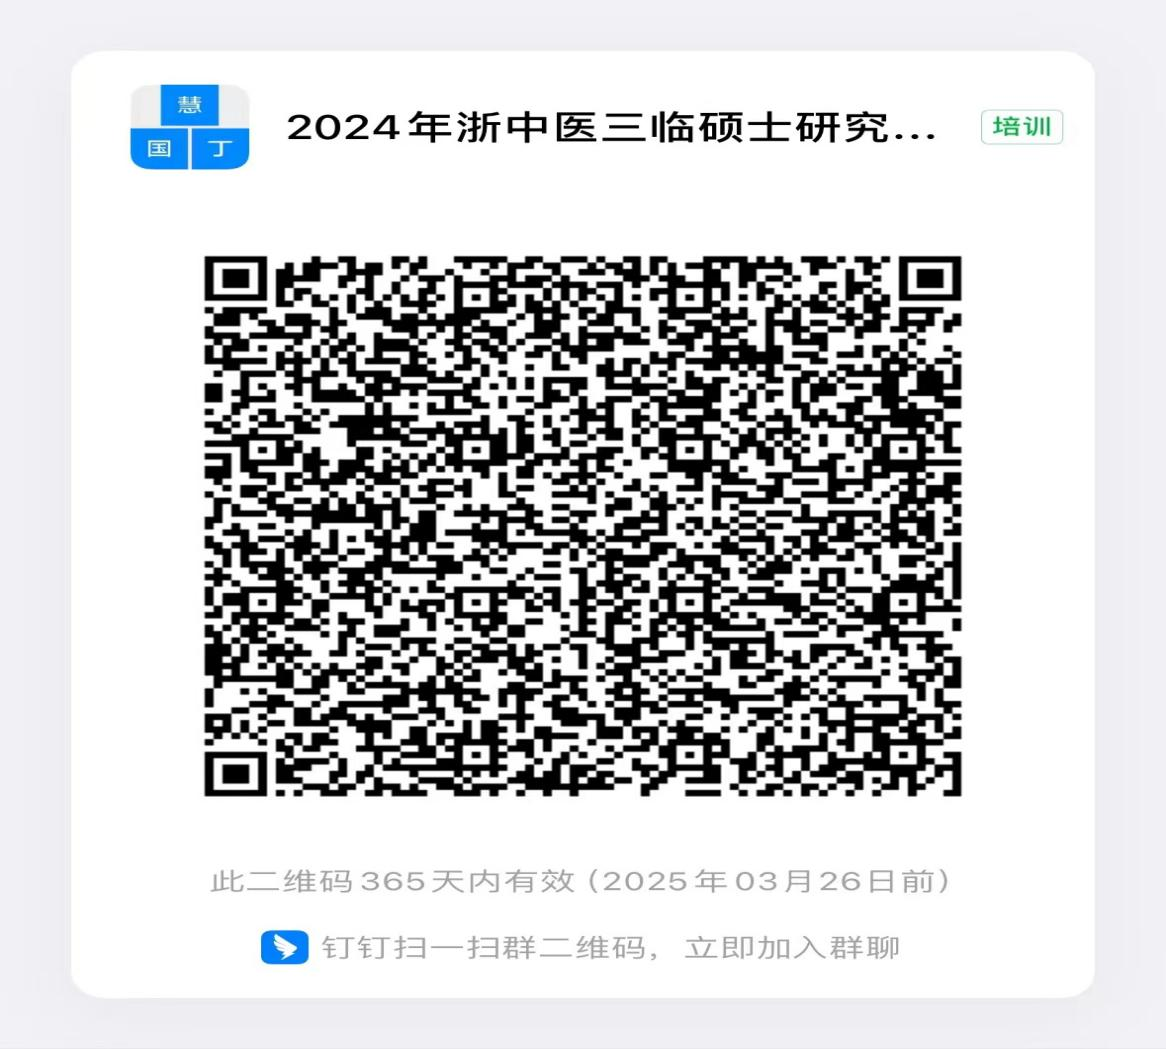 慧
国 丁
2024年浙中医三临硕士研究...
培训
此二维码365天内有效 (2025年03月26日前)
钉钉扫一扫群二维码，立即加入群聊